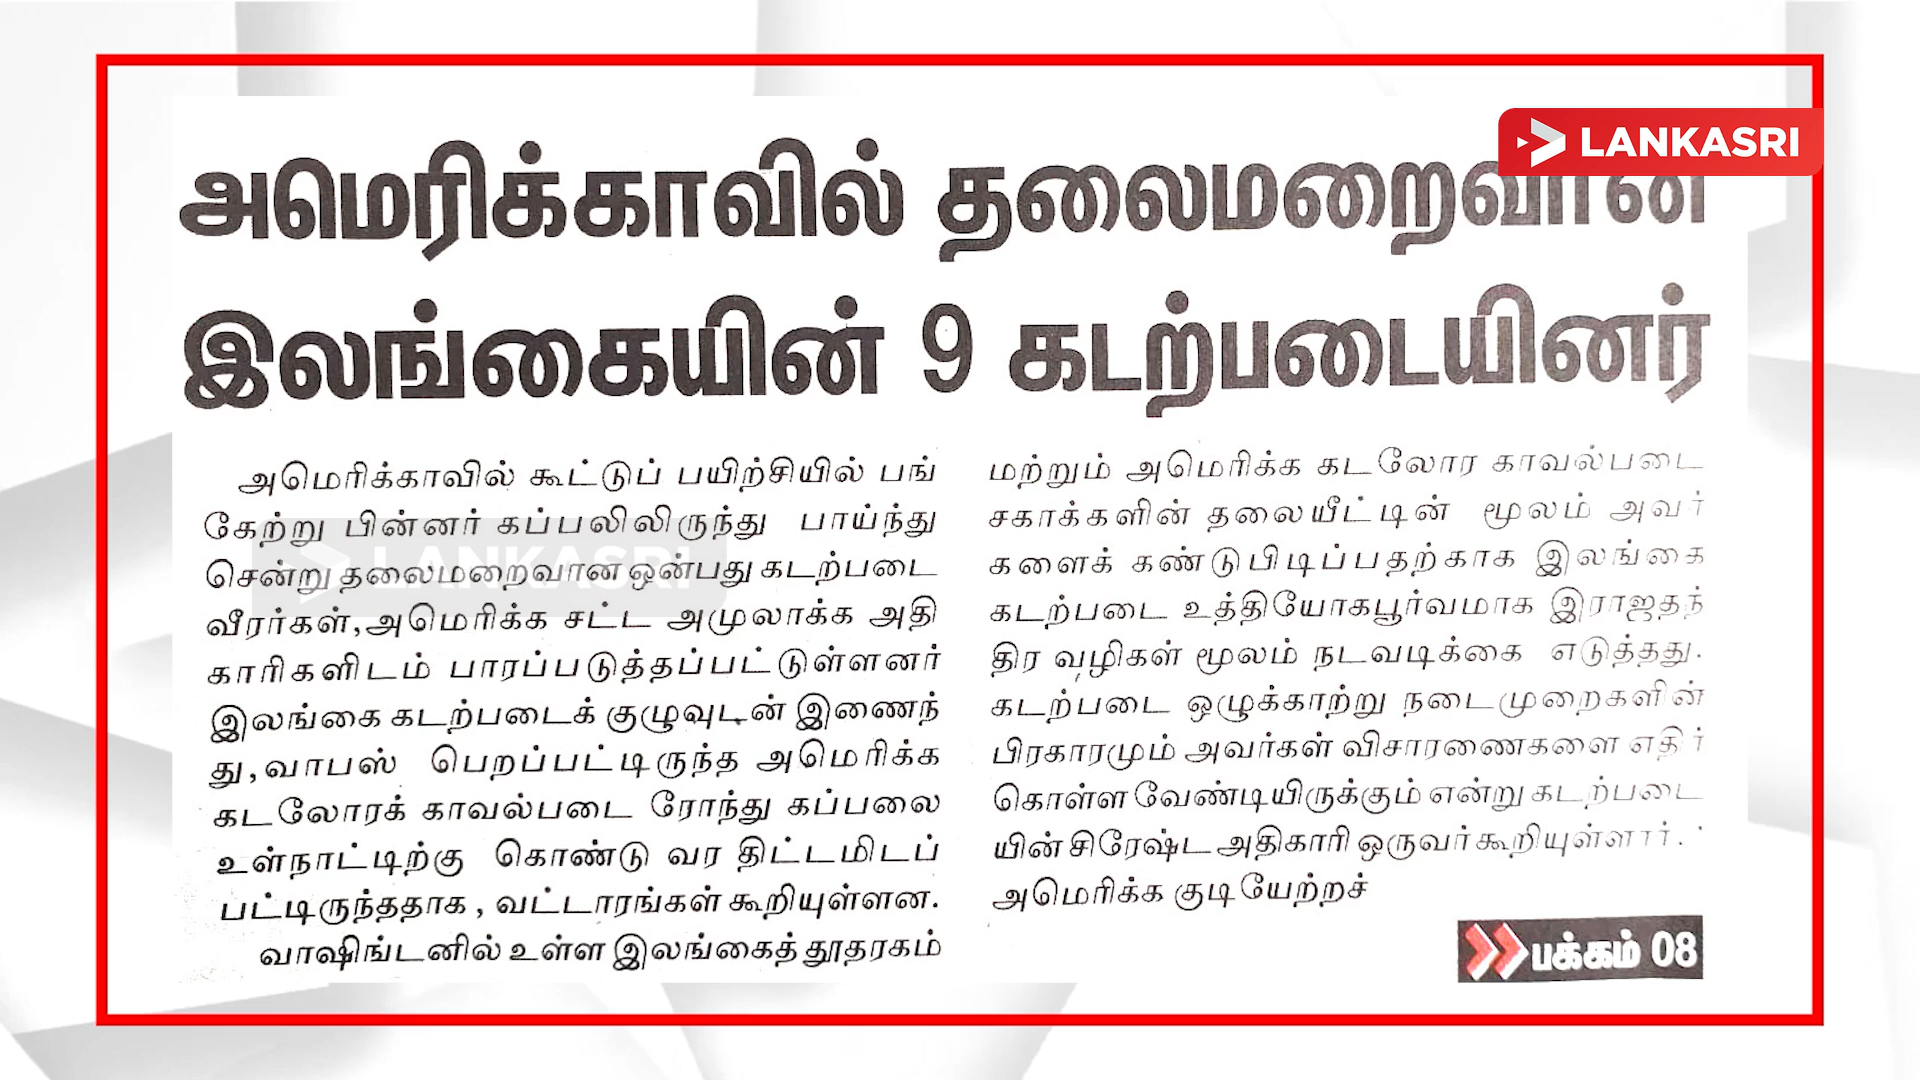 LANKASRI
அமெரிக்காவில் தலைமறைவான
இலங்கையின் 9 கடற்படையினர்
அமெரிக்காவில் கூட்டுப் பயிற்சியில் பங்
கேற்று பின்னர் கப்பலிலிருந்து பாய்ந்து
சென்று தலைமறைவான ஒன்பது கடற்படை
வீரர்கள்,அமெரிக்க சட்ட அமுலாக்க அதி
காரிகளிடம் பாரப்படுத்தப்பட்டுள்ளனர்
இலங்கை கடற்படைக் குழுவுடன் இணைந்
து,வாபஸ் பெறப்பட்டிருந்த அமெரிக்க
கடலோரக் காவல்படை ரோந்து கப்பலை
உள்நாட்டிற்கு கொண்டு வர திட்டமிடப்
பட்டிருந்ததாக, வட்டாரங்கள் கூறியுள்ளன.
வாஷிங்டனில் உள்ள இலங்கைத் தூதரகம்
மற்றும் அமெரிக்க கடலோர காவல்படை
சகாக்களின் தலையீட்டின் மூலம் அவர்
களைக் கண்டுபிடிப்பதற்காக இலங்கை
கடற்படை உத்தியோகபூர்வமாக இராஜதந்
திர வழிகள் மூலம் நடவடிக்கை எடுத்தது.
கடற்படை ஒழுக்காற்று நடைமுறைகளின்
பிரகாரமும் அவர்கள் விசாரணைகளை எதிர்
கொள்ள வேண்டியிருக்கும் என்று கடற்படை
யின் சிரேஷ்ட அதிகாரி ஒருவர் கூறியுள்ளார்.
அமெரிக்க குடியேற்றச்
பக்கம் 08
LANKASRI